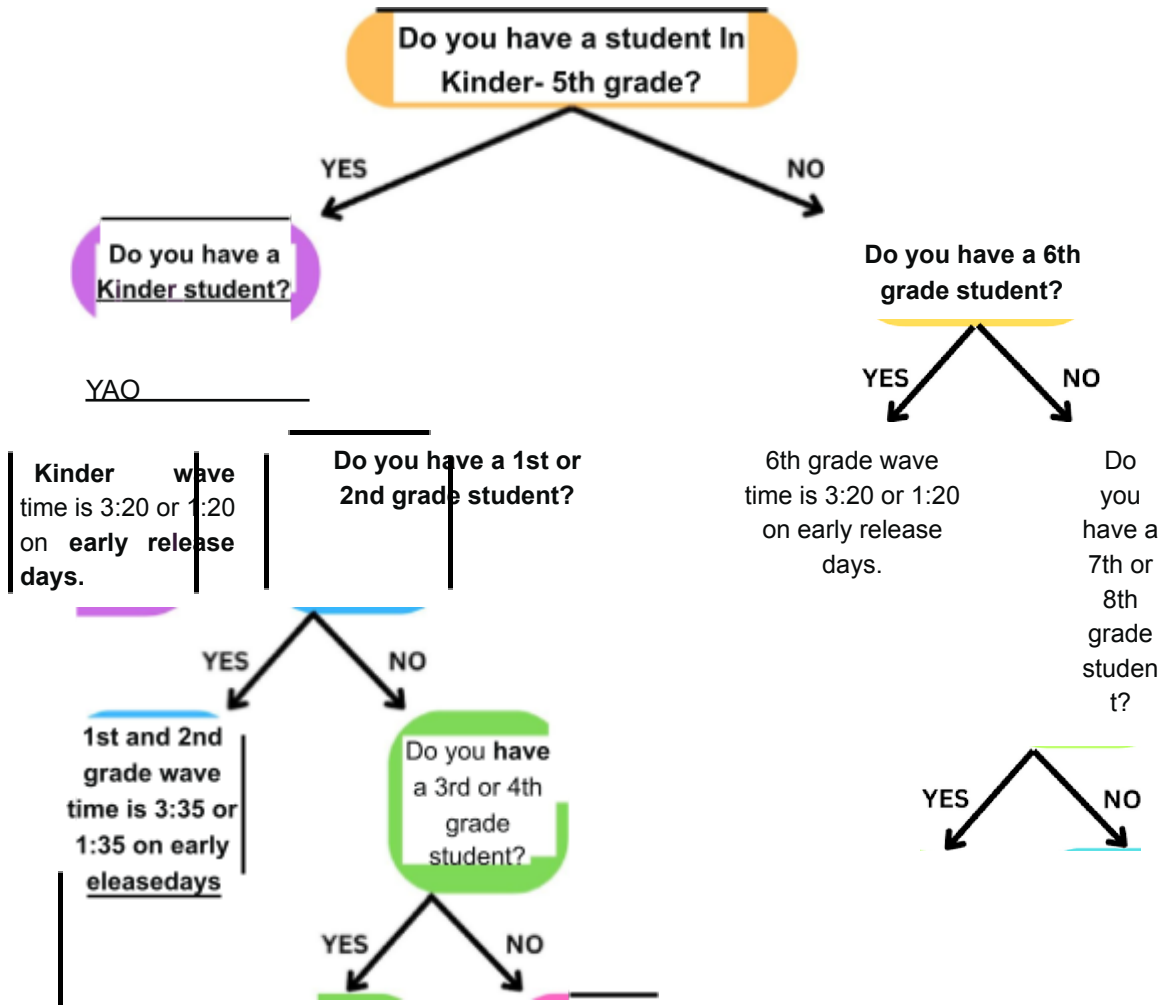 Do you have a student In
Kinder- 5th grade?
YES
NO
Do you have a
Kinder student?
Do you have a 6th
grade student?
YES
NO
YAO
Kinder wave
time is 3:20 or 1:20
on early release
days.
Do you have a 1st or
2nd grade student?
6th grade wave
time is 3:20 or 1:20
on early release
days.
Do
you
have a
7th or
8th
grade
studen
t?
YES
NO
1st and 2nd
grade wave
time is 3:35 or
1:35 on early
eleasedays
Do you have
a 3rd or 4th
grade
student?
YES
NO
YES
NO